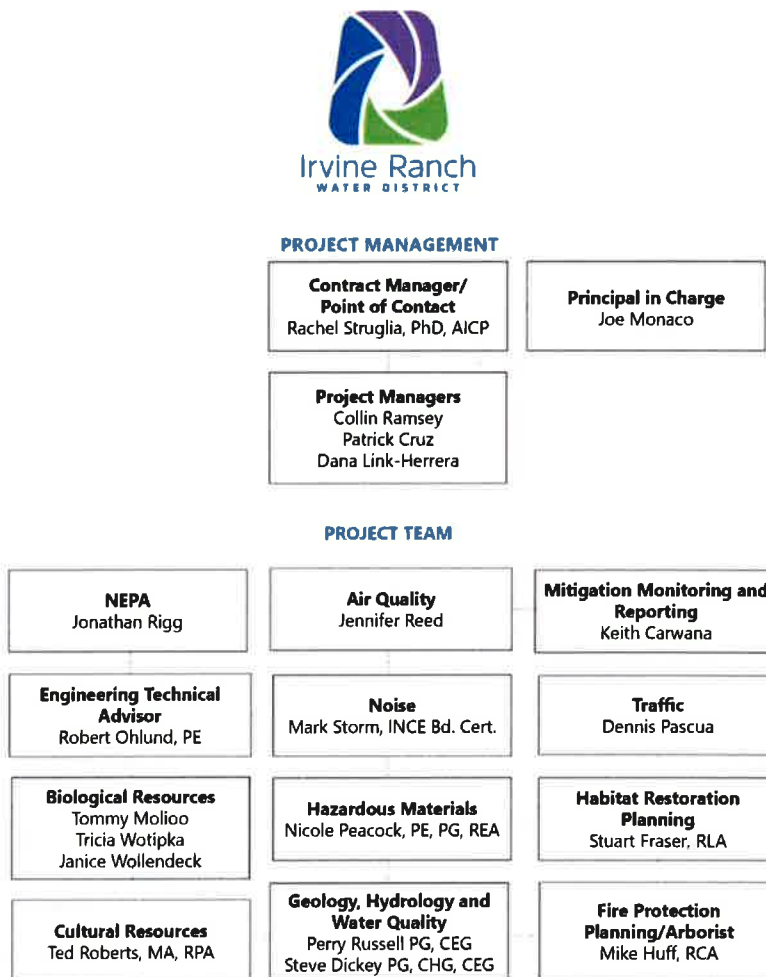 Irvine Ranch
WATER DISTRICT
PROJECT MANAGEMENT
Contract Manager/
Point of Contact
Rachel Struglia, PhD, AICP
Principal in Charge
Joe Monaco
Project Managers
Collin Ramsey
Patrick Cruz
Dana Link-Herrera
PROJECT TEAM
NEPA
Jonathan Rigg
Air Quality
Jennifer Reed
Mitigation Monitoring and
Reporting
Keith Carwana
Engineering Technical
Advisor
Robert Ohlund, PE
Noise
Mark Storm, INCE Bd. Cert.
Traffic
Dennis Pascua
Biological Resources
Tommy Molioo
Tricia Wotipka
Janice Wollendeck
Hazardous Materials
Nicole Peacock, PE, PG, REA
Habitat Restoration
Planning
Stuart Fraser, RLA
Cultural Resources
Ted Roberts, MA, RPA
Geology, Hydrology and
Water Quality
Perry Russell PG, CEG
Steve Dickey PG, CHG, CEG
Fire Protection
Planning/Arborist
Mike Huff, RCA